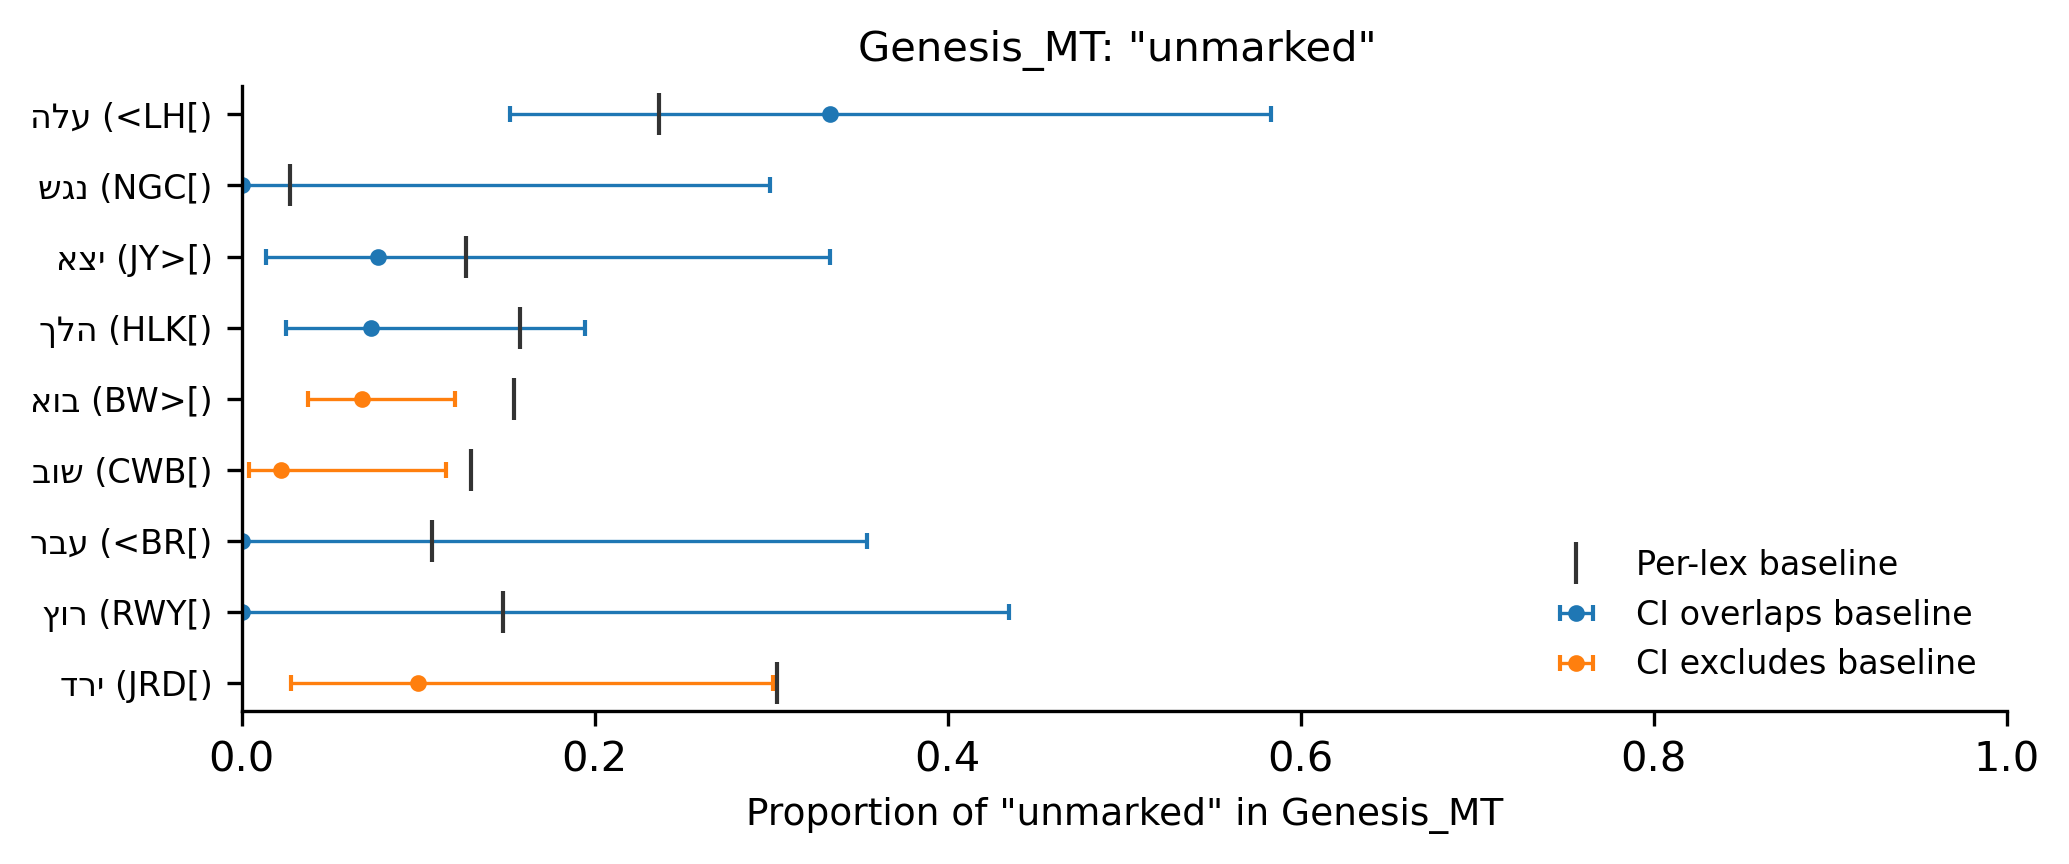 Genesis_MT: "unmarked"
עלה (<LH[)
נגש (NGC[)
יצא (JY>[)
הלך (HLK[)
בוא (BW>[)
שוב (CWB[)
עבר (<BR[)
רוץ (RWY[)
ירד (JRD[)
Per-lex baseline
CI overlaps baseline
CI excludes baseline
0.0 0.2 0.4 0.6 0.8 1.0
Proportion of "unmarked" in Genesis_MT